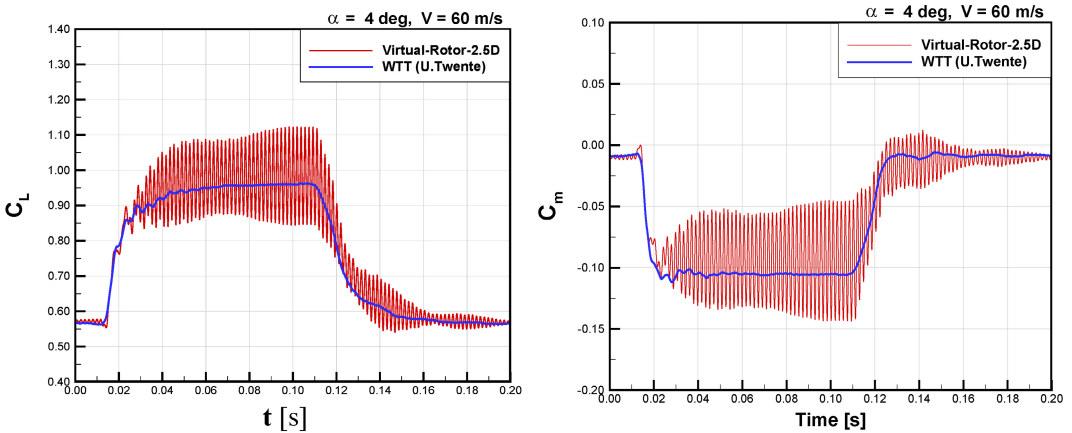 α = 4 deg, V = 60 m/s
1.40
1.30
1.20
1.10
1.00
0.90
0.80
0.70
0.60
0.50
0.40
C_L
Virtual-Rotor-2.5D
WTT (U.Twente)
0.00 0.02 0.04 0.06 0.08 0.10 0.12 0.14 0.16 0.18 0.20
t [s]
α = 4 deg, V = 60 m/s
0.10
0.05
0.00
-0.05
-0.10
-0.15
-0.20
C_m
Virtual-Rotor-2.5D
WTT (U.Twente)
0.00 0.02 0.04 0.06 0.08 0.10 0.12 0.14 0.16 0.18 0.20
Time [s]